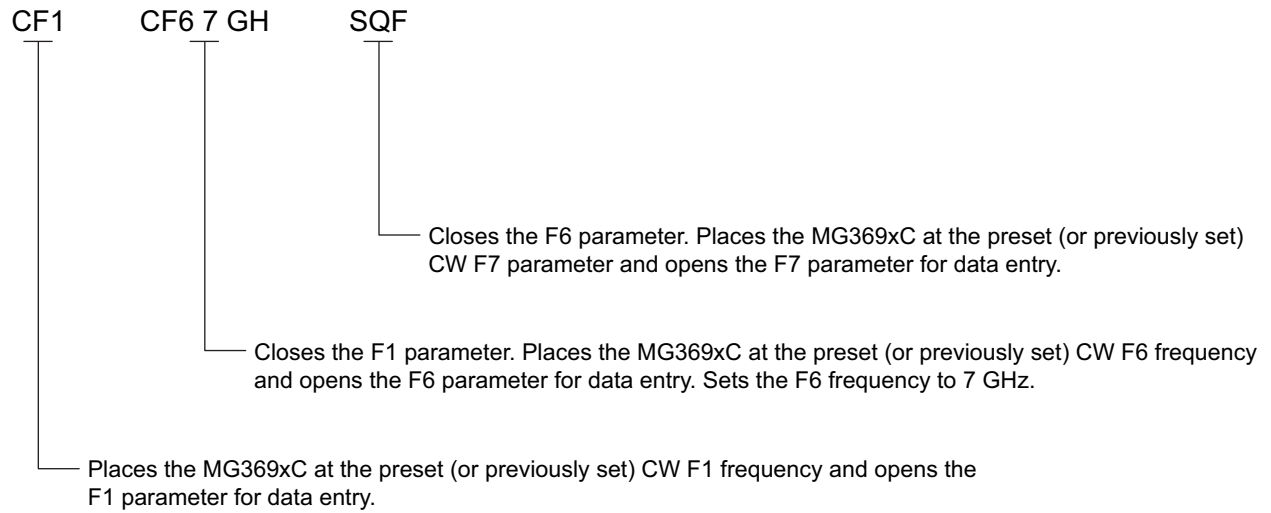 CF1 CF6 7 GH SQF
Closes the F6 parameter. Places the MG369xC at the preset (or previously set)
CW F7 parameter and opens the F7 parameter for data entry.
Closes the F1 parameter. Places the MG369xC at the preset (or previously set) CW F6 frequency
and opens the F6 parameter for data entry. Sets the F6 frequency to 7 GHz.
Places the MG369xC at the preset (or previously set) CW F1 frequency and opens the
F1 parameter for data entry.